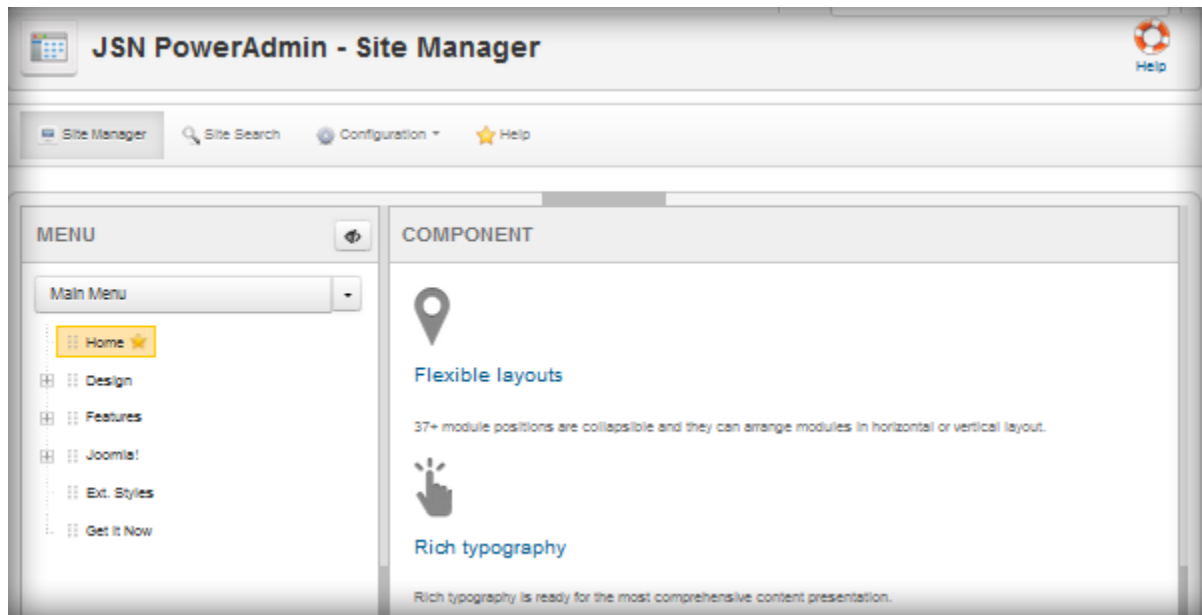 JSN PowerAdmin - Site Manager
Help
Site Manager
Site Search
Configuration
Help
MENU
Main Menu
Home
Design
Features
Joomla!
Ext. Styles
Get It Now
COMPONENT
Flexible layouts
37+ module positions are collapsible and they can arrange modules in horizontal or vertical layout.
Rich typography
Rich typography is ready for the most comprehensive content presentation.